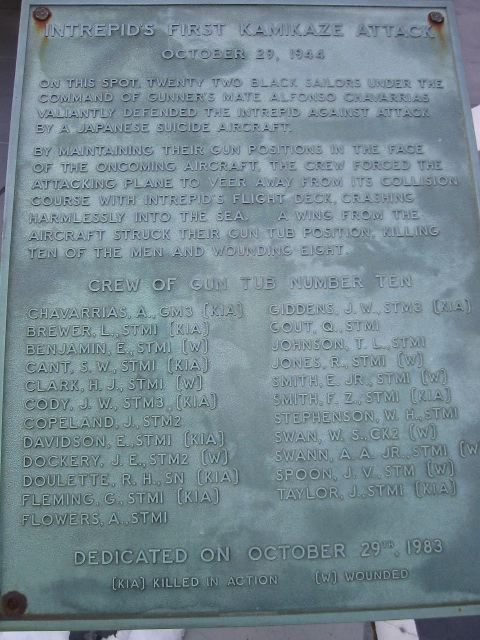 INTREPID'S FIRST KAMIKAZE ATTACK
OCTOBER 29, 1944
ON THIS SPOT, TWENTY TWO BLACK SAILORS UNDER THE
COMMAND OF GUNNER'S MATE ALFONSO CHAVARRIAS
VALIANTLY DEFENDED THE INTREPID AGAINST ATTACK
BY A JAPANESE SUICIDE AIRCRAFT.
BY MAINTAINING THEIR GUN POSITIONS IN THE FACE
OF THE ONCOMING AIRCRAFT, THE CREW FORCED THE
ATTACKING PLANE TO VEER AWAY FROM ITS COLLISION
COURSE WITH INTREPID'S FLIGHT DECK, CRASHING
HARMLESSLY INTO THE SEA. A WING FROM THE
AIRCRAFT STRUCK THEIR GUN TUB POSITION, KILLING
TEN OF THE MEN AND WOUNDING EIGHT.
CREW OF GUN TUB NUMBER TEN
CHAVARRIAS, A., GM3 (KIA)
BREWER, L., STM1 (KIA)
BENJAMIN, E., STM1 (W)
CANT, S. W., STM1 (KIA)
CLARK, H. J., STM1 (W)
CODY, J. W., STM3, (KIA)
COPELAND, J., STM2
DAVIDSON, E., STM1 (KIA)
DOCKERY, J. E., STM2 (W)
DOULETTE, R. H., SN (KIA)
FLEMING, G., STM1 (KIA)
FLOWERS, A., STM1
GIDDENS, J. W., STM3 (KIA)
GOUT, Q., STM1
JOHNSON, T. L., STM1
JONES, R., STM1 (W)
SMITH, E. JR., STM1 (W)
SMITH, F. Z., STM1 (KIA)
STEPHENSON, W. H., STM1
SWAN, W. S., CK2 (W)
SWANN, A. A. JR., STM1 (W
SPOON, J. V., STM (W)
TAYLOR, J., STM1 (KIA)
DEDICATED ON OCTOBER 29TH, 1983
(KIA) KILLED IN ACTION (W) WOUNDED